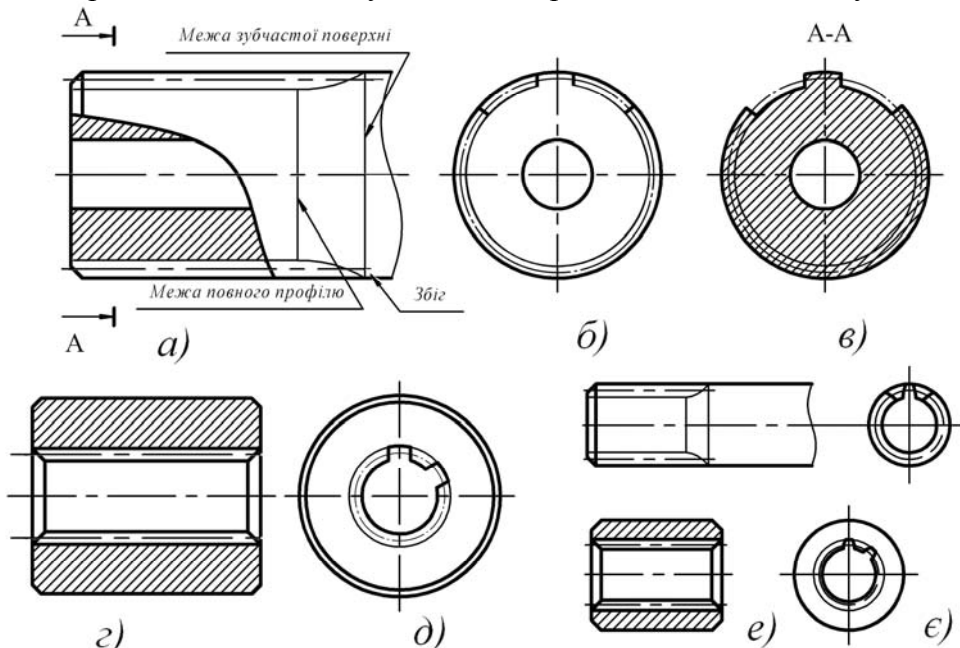 А
А-А
Межа зубчастої поверхні
Межа повного профілю
Збіг
А
а)
б)
в)
г)
д)
е)
є)